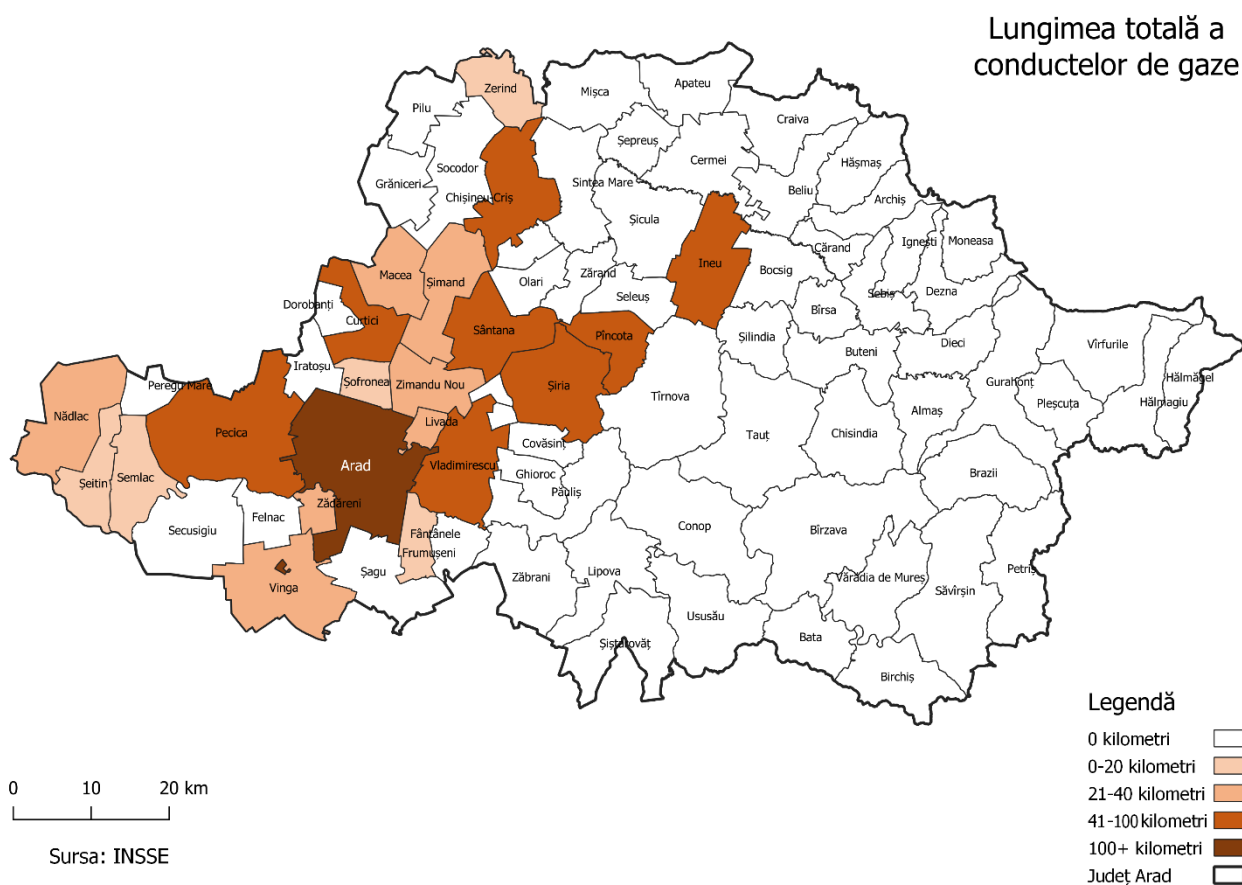 Lungimea totală a
conductelor de gaze
Zerind
Mișca
Apateu
Pilu
Craiva
Șepreuș
Cermei
Hășmaș
Socodor
Grăniceri
Sintea Mare
Chișineu-Criș
Beliu
Archiș
Șicula
Ignești
Moneasa
Cărand
Macea
Șimand
Zărand
Ineu
Bocsig
Olari
Sebiș
Dezna
Seleuș
Dorobanți
Curtici
Bîrsa
Sântana
Pîncota
Șilindia
Dieci
Vîrfurile
Buteni
Iratoșu
Hălmăgel
Șofronea
Zimandu Nou
Șiria
Gurahonț
Peregu Mare
Tîrnova
Pleșcuța
Hălmagiu
Nădlac
Almaș
Livada
Pecica
Tauț
Chisindia
Covăsinț
Arad
Vladimirescu
Ghioroc
Brazii
Semlac
Șeitin
Păuliș
Zădăreni
Felnac
Conop
Bîrzava
Secusigiu
Fântânele
Frumușeni
Petriș
Șagu
Zăbrani
Lipova
Vărădia de Mureș
Săvîrșin
Vinga
Ususău
Bata
Șiștarovăț
Birchiș
Legendă
0 kilometri
0-20 kilometri
21-40 kilometri
41-100 kilometri
100+ kilometri
Județ Arad
0 10 20 km
Sursa: INSSE